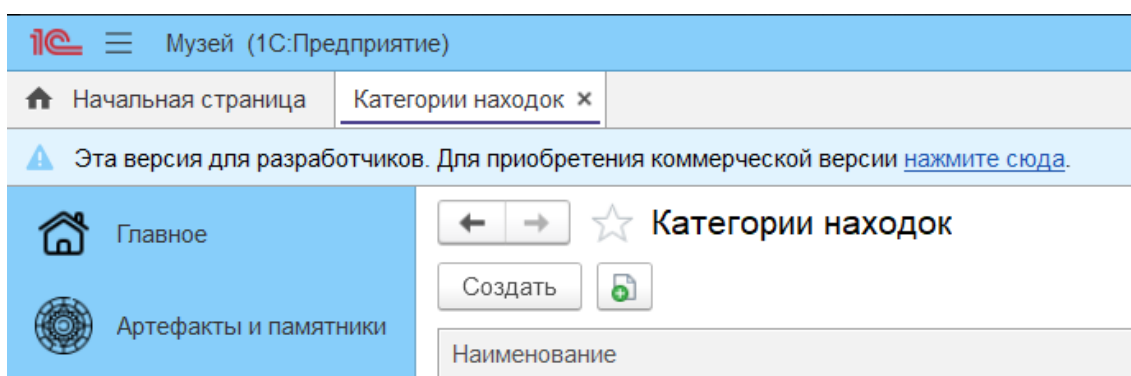 1С Музей (1С:Предприятие)
Начальная страница Категории находок ×
Эта версия для разработчиков. Для приобретения коммерческой версии нажмите сюда.
Главное
Артефакты и памятники
Категории находок
Создать
Наименование